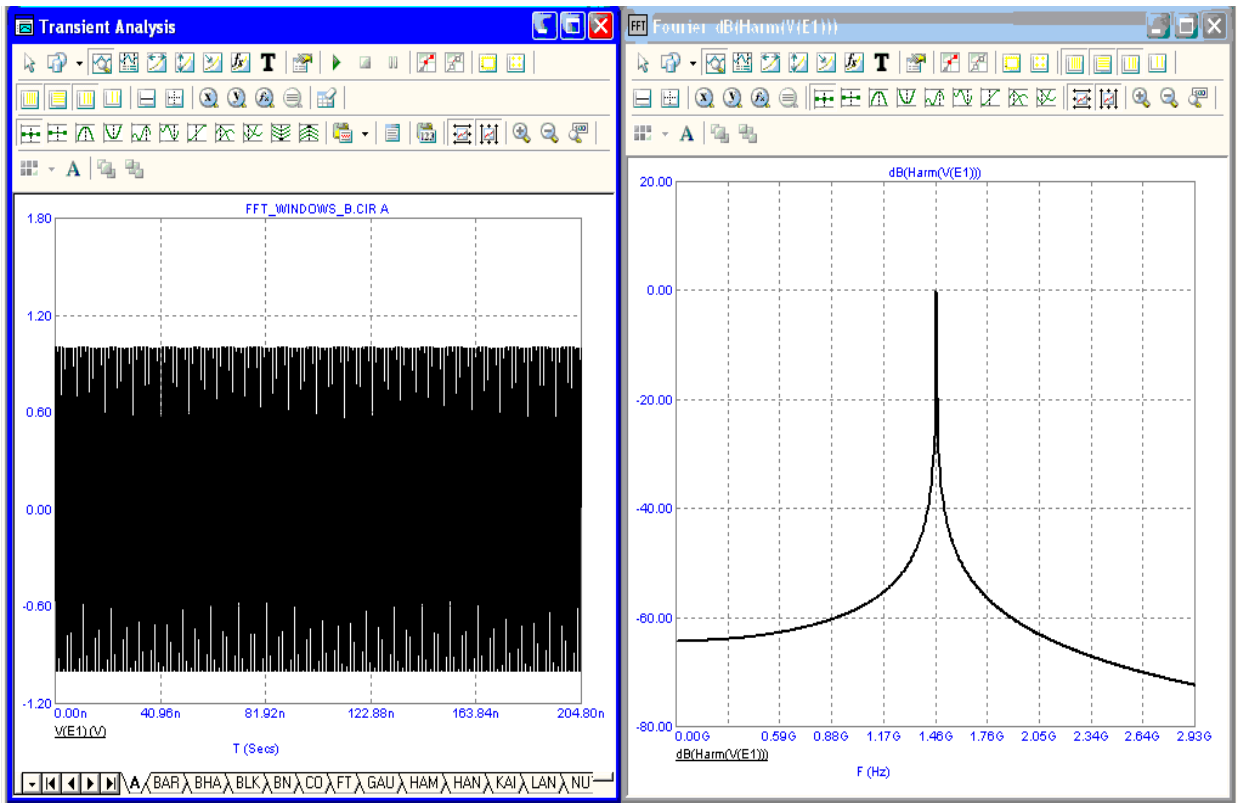 Transient Analysis
T
A
FFT_WINDOWS_B.CIR A
1.80
1.20
0.60
0.00
-0.60
-1.20
0.00n 40.96n 81.92n 122.88n 163.84n 204.80n
V(E1) (V)
T (Secs)
A BAR BHA BLK BN CO FT GAU HAM HAN KAI LAN NU
FFT Fourier dB(Harm(V(E1)))
T
A
dB(Harm(V(E1)))
20.00
0.00
-20.00
-40.00
-60.00
-80.00
0.00G 0.59G 0.88G 1.17G 1.46G 1.76G 2.05G 2.34G 2.64G 2.93G
dB(Harm(V(E1)))
F (Hz)